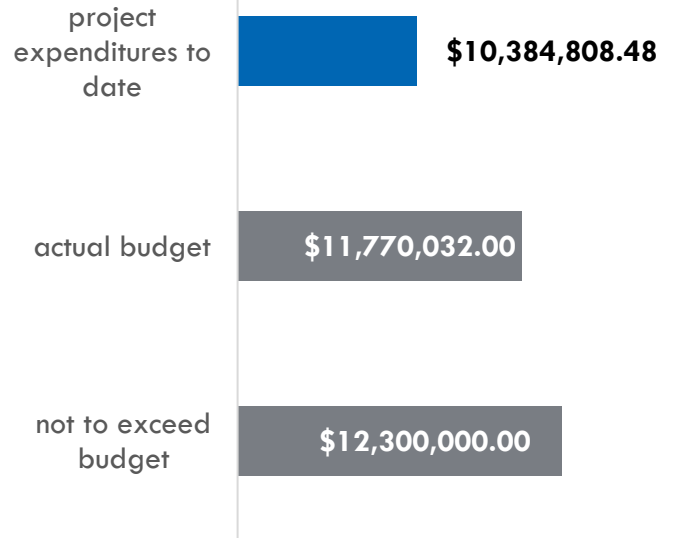 project
expenditures to
date
$10,384,808.48
actual budget
$11,770,032.00
not to exceed
budget
$12,300,000.00